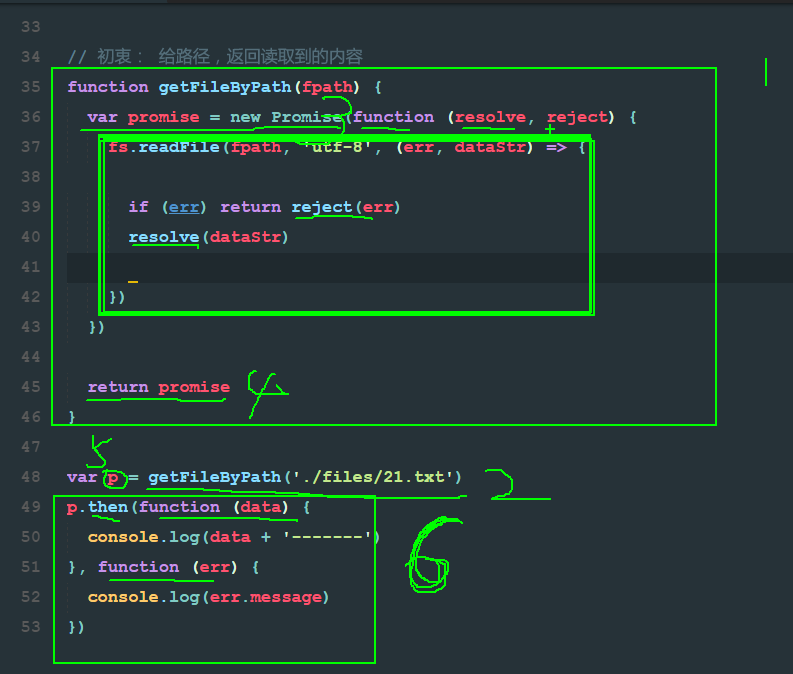 33
34 // 初衷： 给路径，返回读取到的内容
35 function getFileByPath(fpath) {
36 var promise = new Promise(function (resolve, reject) {
37 fs.readFile(fpath, 'utf-8', (err, dataStr) => {
38
39 if (err) return reject(err)
40 resolve(dataStr)
41
42 })
43 })
44
45 return promise 4
46 }
47
5
48 var p = getFileByPath('./files/21.txt') 2
49 p.then(function (data) {
50 console.log(data + '-------')
51 }, function (err) {
6
52 console.log(err.message)
53 })